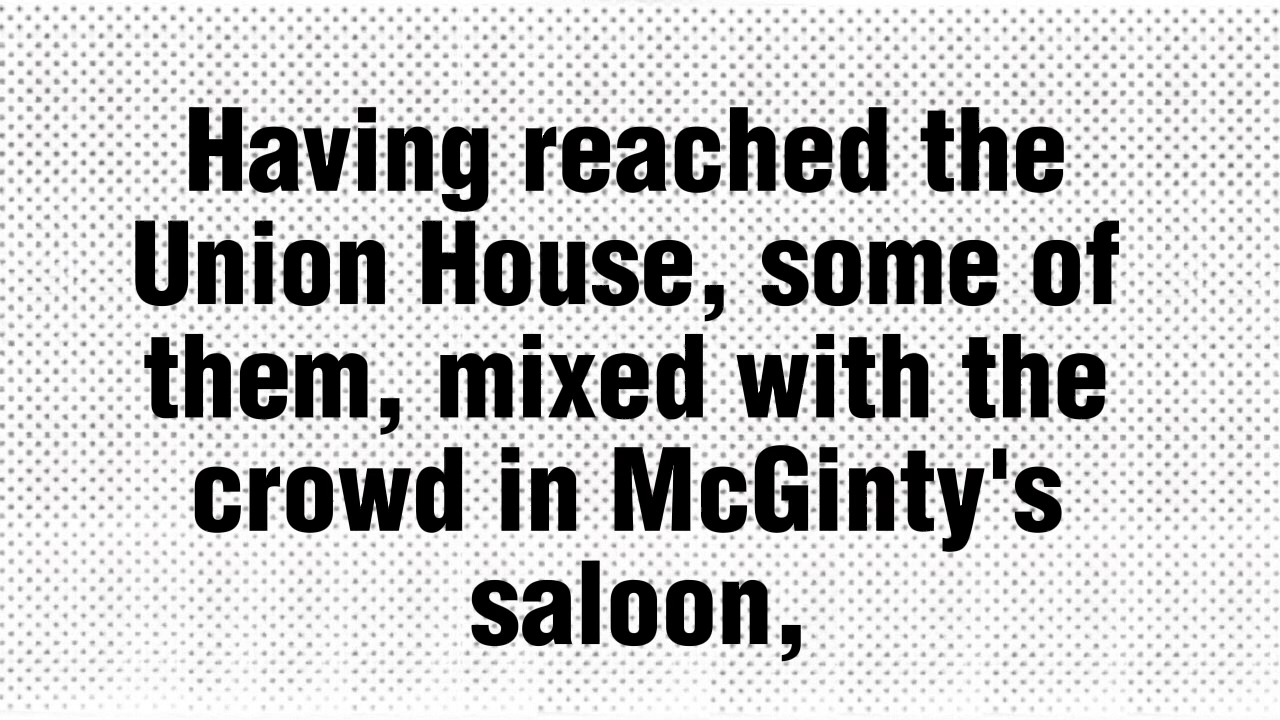 Having reached the
Union House, some of
them, mixed with the
crowd in McGinty's
saloon,